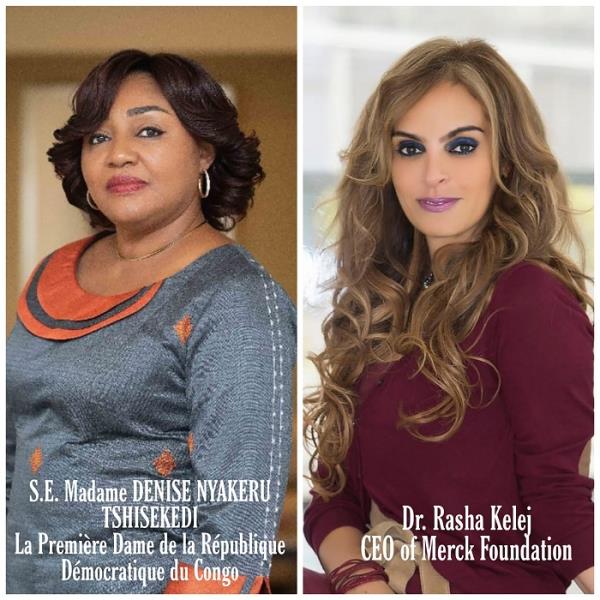 S.E. Madame DENISE NYAKERU
TSHISEKEDI
La Première Dame de la République
Démocratique du Congo
Dr. Rasha Kelej
CEO of Merck Foundation